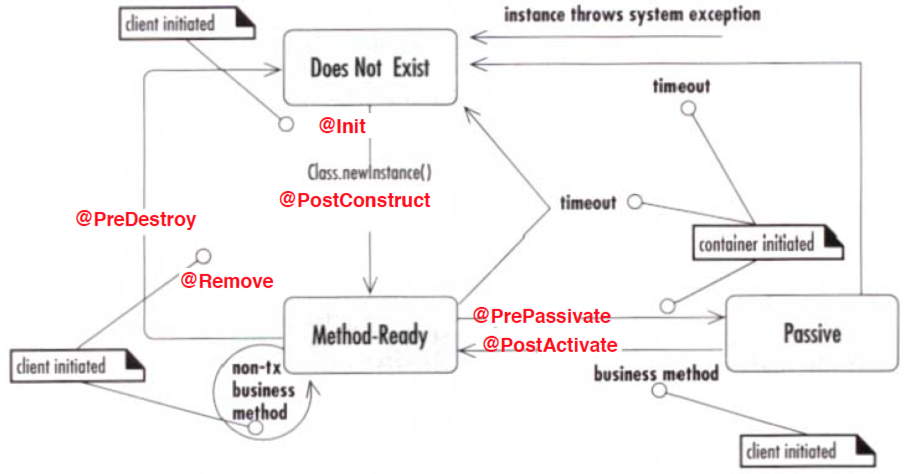 client initiated
instance throws system exception
Does Not Exist
timeout
@Init
Class.newInstance()
@PostConstruct
timeout
@PreDestroy
container initiated
@Remove
Method-Ready
@PrePassivate
Passive
@PostActivate
client initiated
non-tx
business
method
business method
client initiated